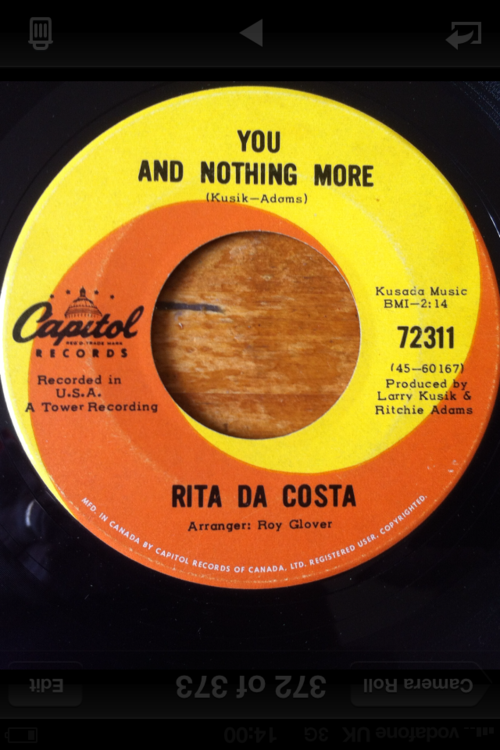 YOU
AND NOTHING MORE
(Kusik—Adams)
Capitol
RECORDS
Recorded in
U.S.A.
A Tower Recording
Kusada Music
BMI—2:14
72311
(45—60167)
Produced by
Larry Kusik &
Ritchie Adams
RITA DA COSTA
Arranger: Roy Glover
MFD. IN CANADA BY CAPITOL RECORDS OF CANADA, LTD. REGISTERED USER. COPYRIGHTED.
Edit
372 of 373
Camera Roll
14:00
3G
vodafone UK